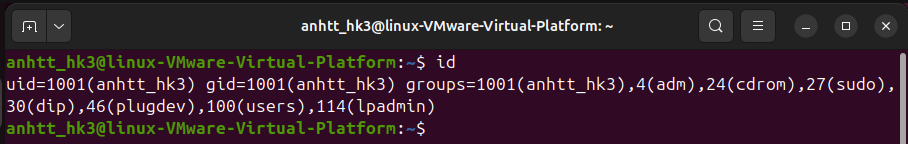 anhtt_hk3@linux-VMware-Virtual-Platform: ~
anhtt_hk3@linux-VMware-Virtual-Platform:~$ id
uid=1001(anhtt_hk3) gid=1001(anhtt_hk3) groups=1001(anhtt_hk3),4(adm),24(cdrom),27(sudo),
30(dip),46(plugdev),100(users),114(lpadmin)
anhtt_hk3@linux-VMware-Virtual-Platform:~$